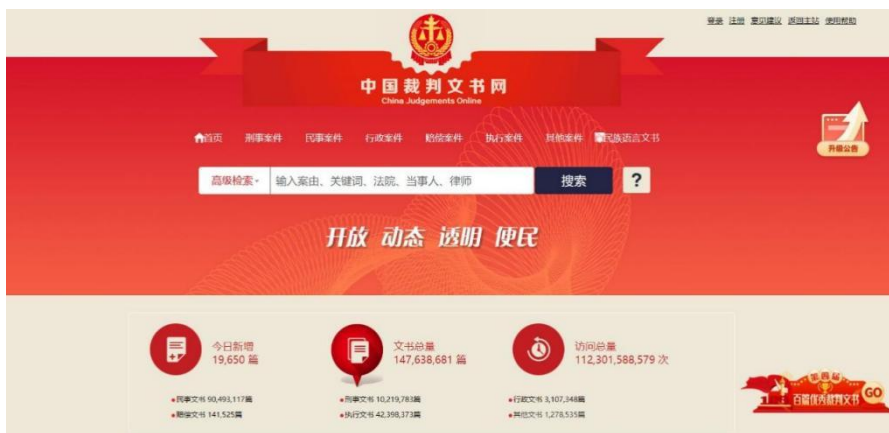 登录 注册 意见建议 返回主站 使用帮助
中国裁判文书网
China Judgements Online
首页 刑事案件 民事案件 行政案件 赔偿案件 执行案件 其他案件 民族语言文书
升级公告
高级检索 输入案由、关键词、法院、当事人、律师 搜索 ?
开放 动态 透明 便民
今日新增 文书总量 访问总量
19,650 篇 147,638,681 篇 112,301,588,579 次
第四届
百篇优秀裁判文书 GO
民事文书 90,493,117篇 刑事文书 10,219,783篇 行政文书 3,107,348篇
赔偿文书 141,525篇 执行文书 42,398,373篇 其他文书 1,278,535篇